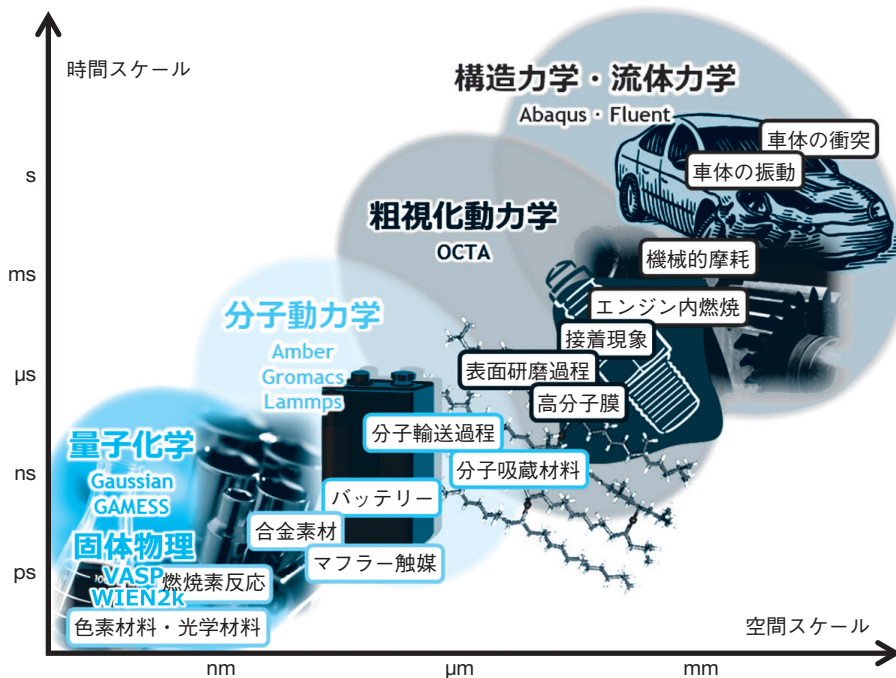 時間スケール
構造力学・流体力学
Abaqus・Fluent
車体の衝突
車体の振動
s
粗視化動力学
OCTA
機械的摩耗
ms
エンジン内燃焼
分子動力学
接着現象
Amber
Gromacs
Lammps
μs
表面研磨過程
高分子膜
分子輸送過程
量子化学
分子吸蔵材料
ns
Gaussian
GAMESS
バッテリー
合金素材
固体物理
マフラー触媒
ps
VASP
燃焼素反応
WIEN2k
色素材料・光学材料
空間スケール
nm
μm
mm